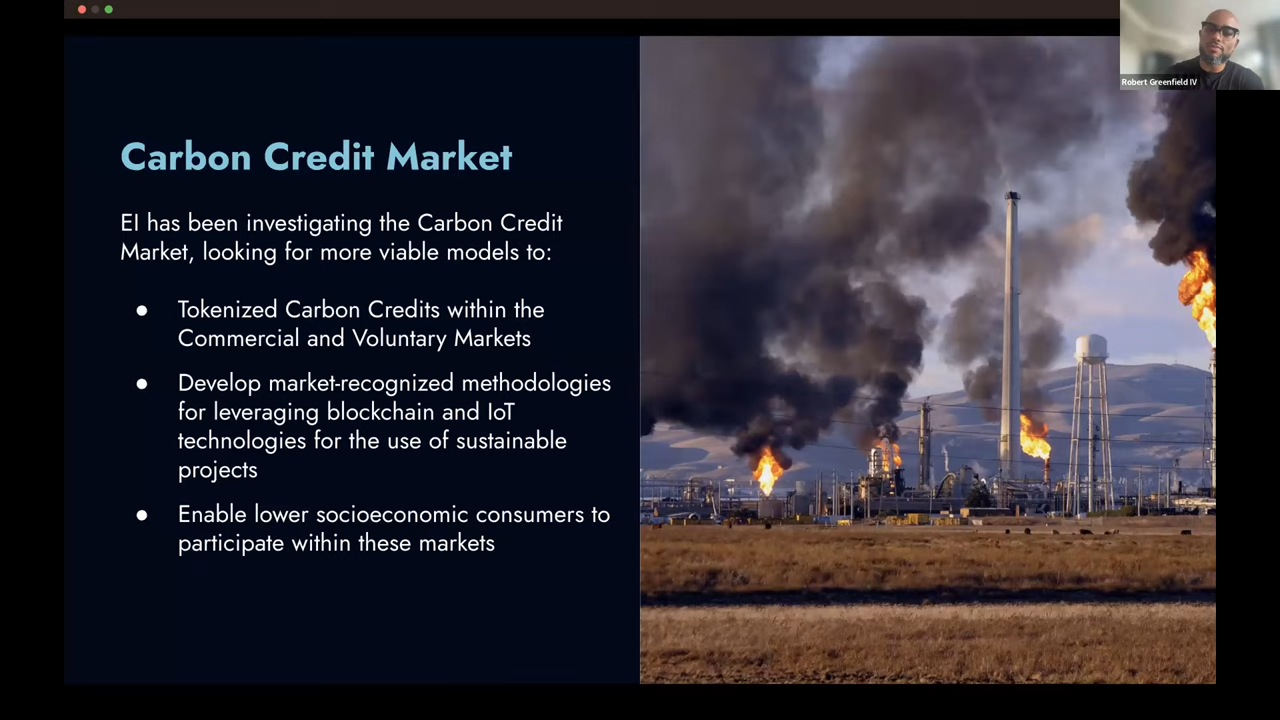 Robert Greenfield IV
Carbon Credit Market
EI has been investigating the Carbon Credit
Market, looking for more viable models to:
● Tokenized Carbon Credits within the
Commercial and Voluntary Markets
● Develop market-recognized methodologies
for leveraging blockchain and IoT
technologies for the use of sustainable
projects
● Enable lower socioeconomic consumers to
participate within these markets